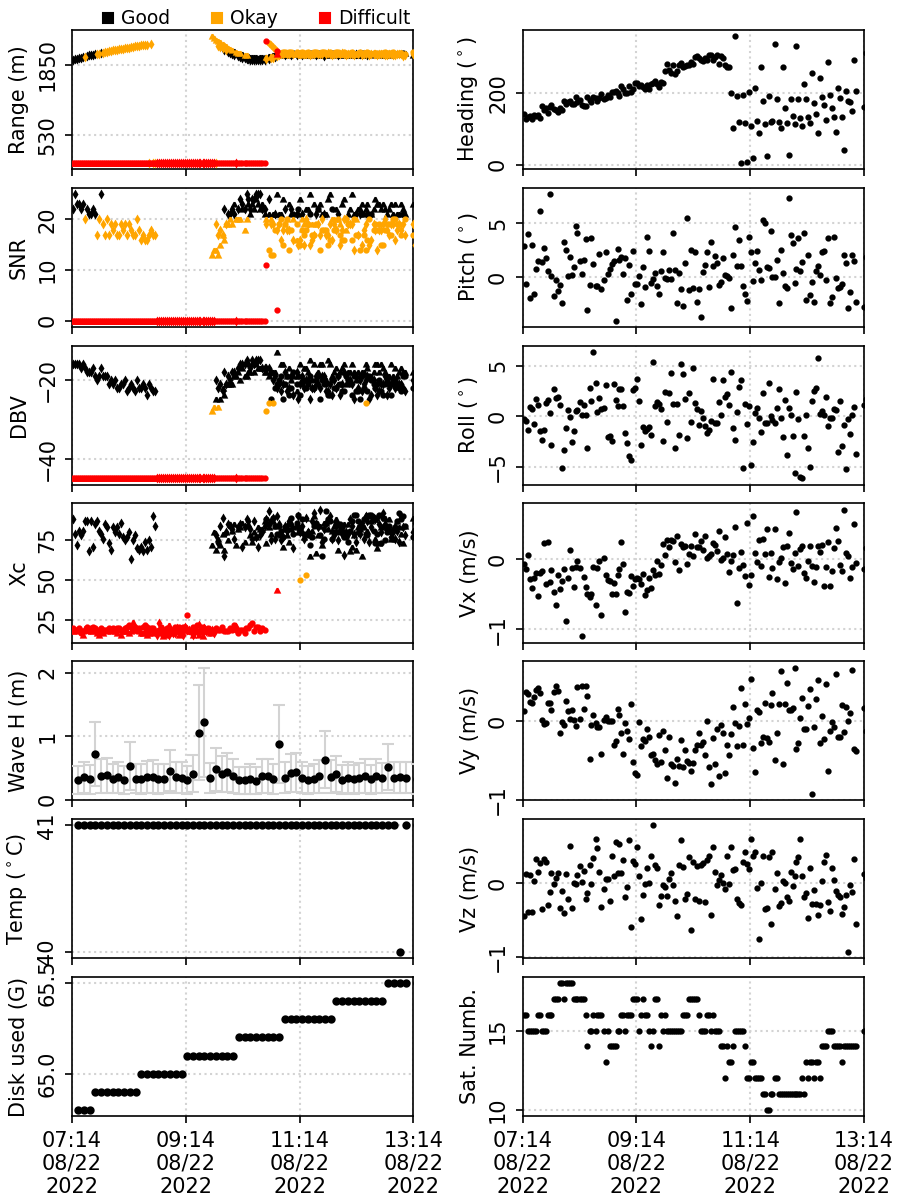 Good Okay Difficult
Range (m)
1850
530
Heading (°)
200
0
SNR
20
10
0
Pitch (°)
5
0
DBV
−20
−40
Roll (°)
5
0
−5
Xc
75
50
25
Vx (m/s)
0
−1
Wave H (m)
2
1
0
Vy (m/s)
0
−1
Temp (°C)
41
40
Vz (m/s)
0
−1
Disk used (G)
65.5
65.0
Sat. Numb.
15
10
07:14 09:14 11:14 13:14
08/22 08/22 08/22 08/22
2022 2022 2022 2022
07:14 09:14 11:14 13:14
08/22 08/22 08/22 08/22
2022 2022 2022 2022